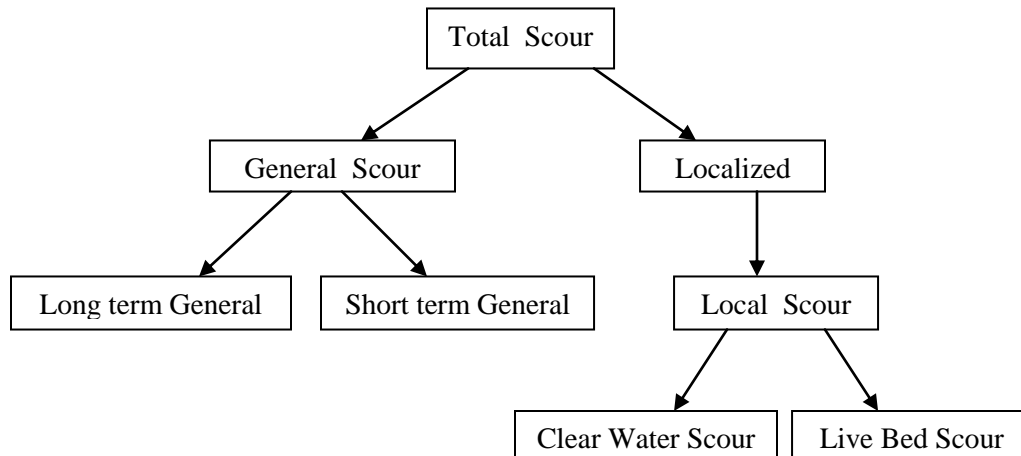 Total Scour
General Scour
Localized
Long term General
Short term General
Local Scour
Clear Water Scour
Live Bed Scour